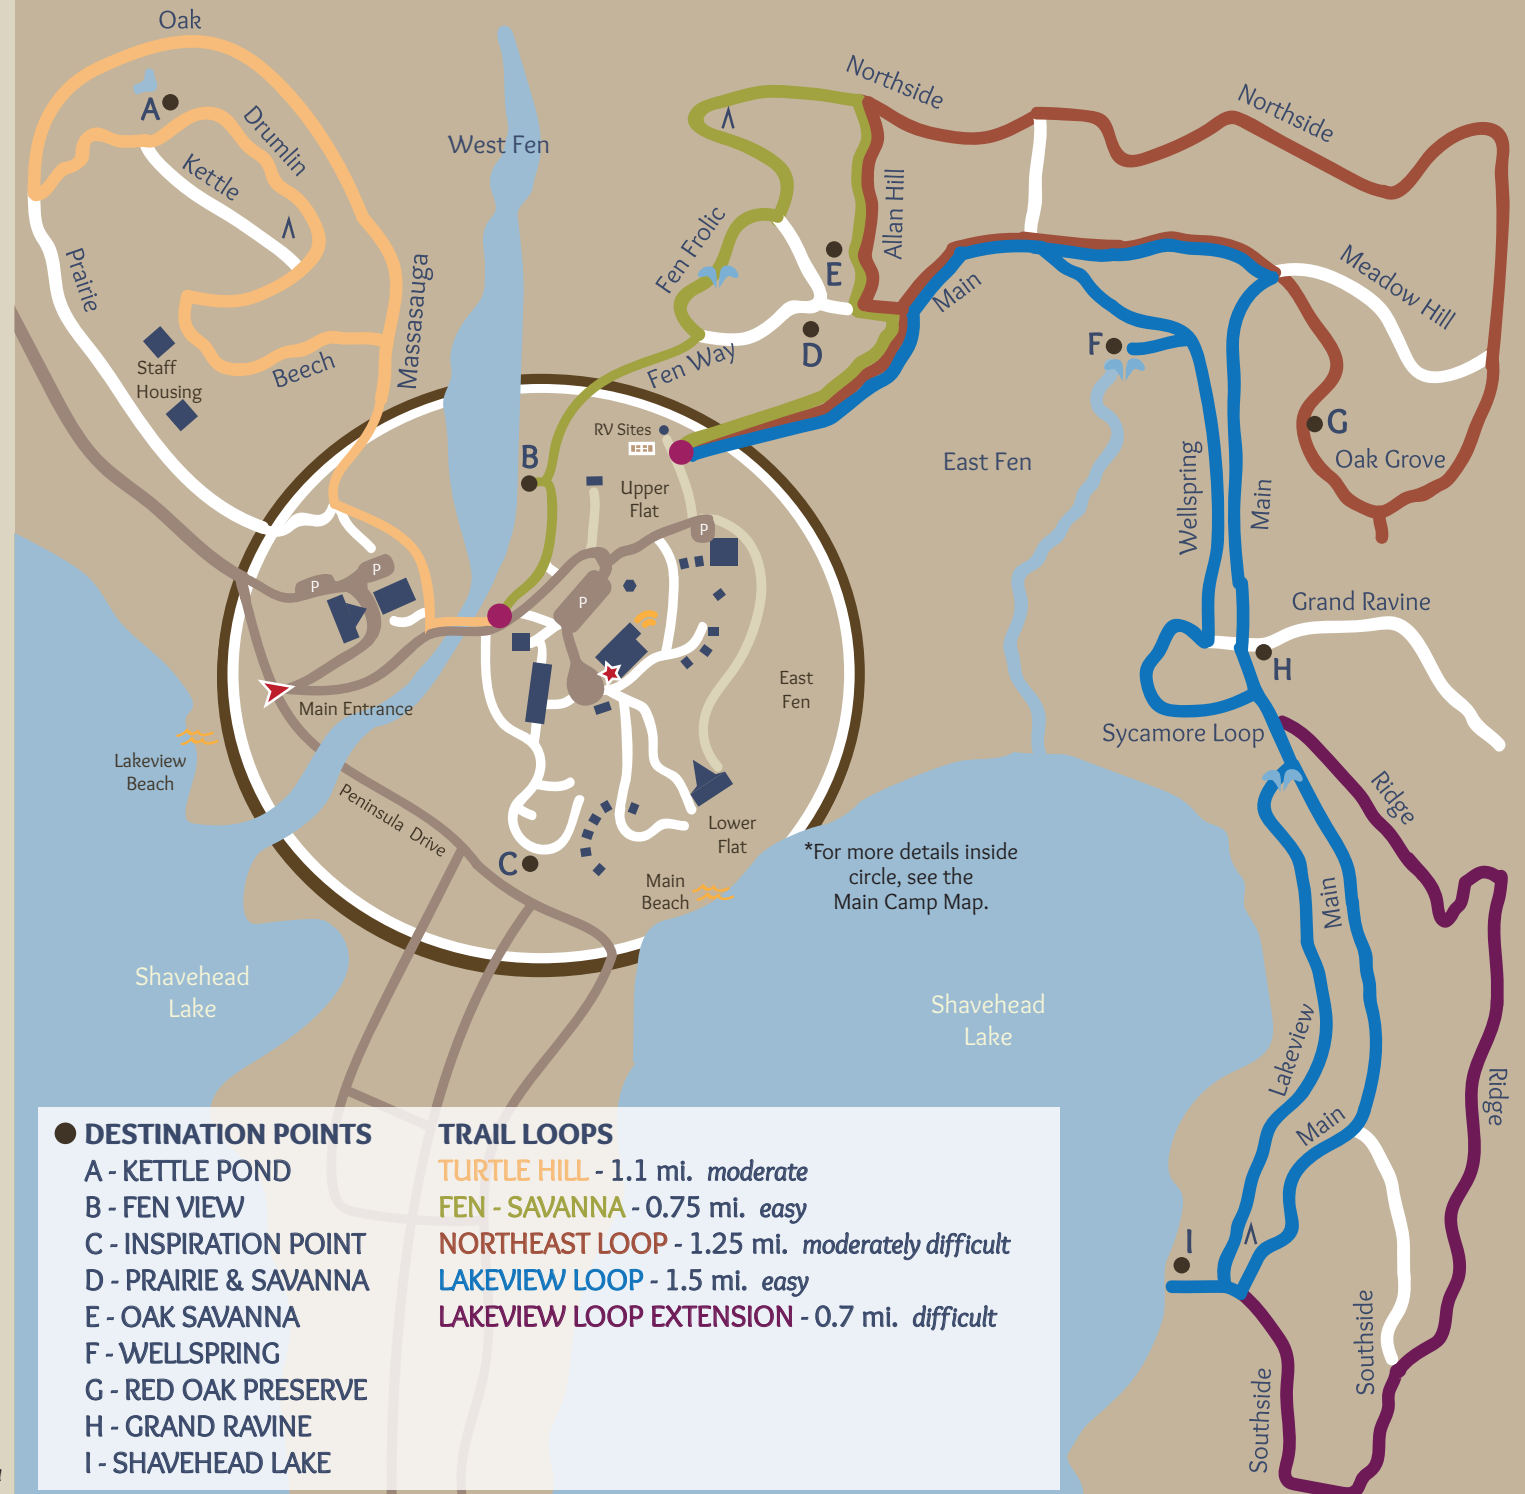 Oak
A
Drumlin
Kettle
Prairie
Massasauga
Beech
Staff
Housing
West Fen
Northside
Northside
Allan Hill
Fen Frolic
E
D
Fen Way
Main
Meadow Hill
F
G
Oak Grove
East Fen
Wellspring
Main
RV Sites
B
Upper
Flat
P
P
P
P
Grand Ravine
H
Sycamore Loop
Main Entrance
East
Fen
Lakeview
Beach
Peninsula Drive
Lower
Flat
C
Main
Beach
*For more details inside
circle, see the
Main Camp Map.
Ridge
Main
Shavehead
Lake
Shavehead
Lake
Lakeview
Main
Ridge
I
Southside
Southside
DESTINATION POINTS
A - KETTLE POND
B - FEN VIEW
C - INSPIRATION POINT
D - PRAIRIE & SAVANNA
E - OAK SAVANNA
F - WELLSPRING
G - RED OAK PRESERVE
H - GRAND RAVINE
I - SHAVEHEAD LAKE
TRAIL LOOPS
TURTLE HILL - 1.1 mi. moderate
FEN - SAVANNA - 0.75 mi. easy
NORTHEAST LOOP - 1.25 mi. moderately difficult
LAKEVIEW LOOP - 1.5 mi. easy
LAKEVIEW LOOP EXTENSION - 0.7 mi. difficult